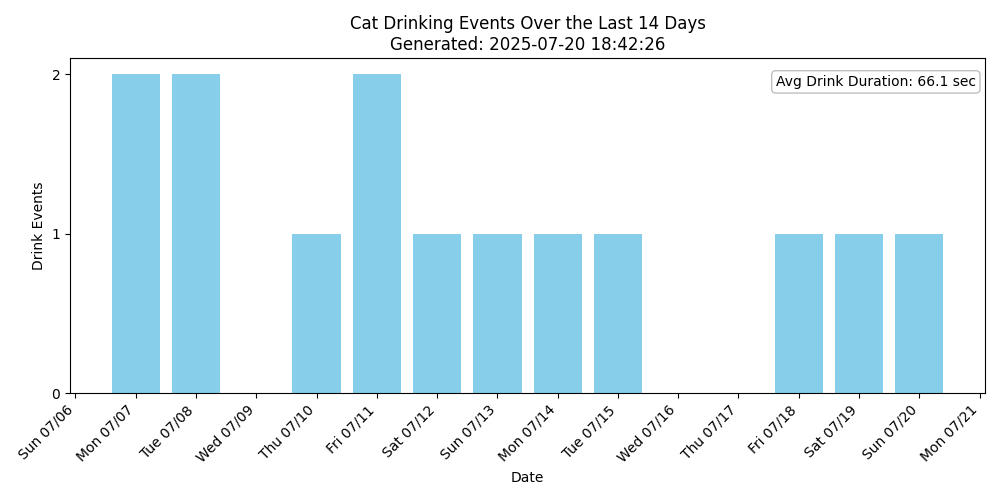 Cat Drinking Events Over the Last 14 Days
Generated: 2025-07-20 18:42:26
Avg Drink Duration: 66.1 sec
Drink Events
2
1
0
Sun 07/06
Mon 07/07
Tue 07/08
Wed 07/09
Thu 07/10
Fri 07/11
Sat 07/12
Sun 07/13
Mon 07/14
Tue 07/15
Wed 07/16
Thu 07/17
Fri 07/18
Sat 07/19
Sun 07/20
Mon 07/21
Date